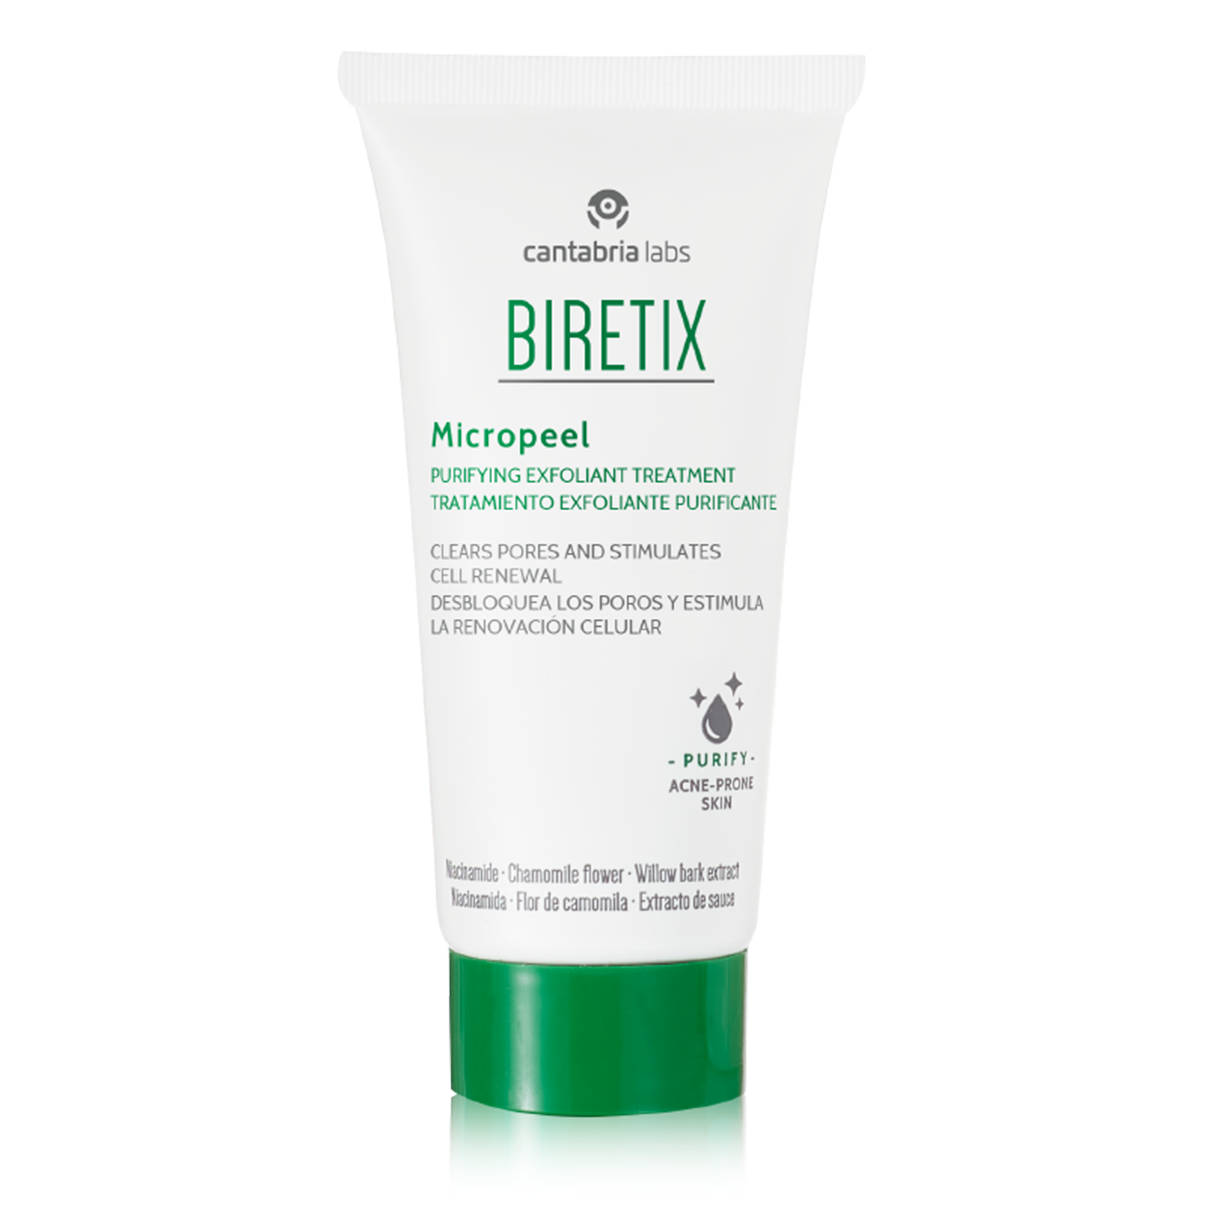 cantabria labs
BIRETIX
Micropeel
PURIFYING EXFOLIANT TREATMENT
TRATAMIENTO EXFOLIANTE PURIFICANTE
CLEARS PORES AND STIMULATES
CELL RENEWAL
DESBLOQUEA LOS POROS Y ESTIMULA
LA RENOVACIÓN CELULAR
- PURIFY -
ACNE-PRONE
SKIN
Niacinamide · Chamomile flower · Willow bark extract
Niacinamida · Flor de camomila · Extracto de sauce